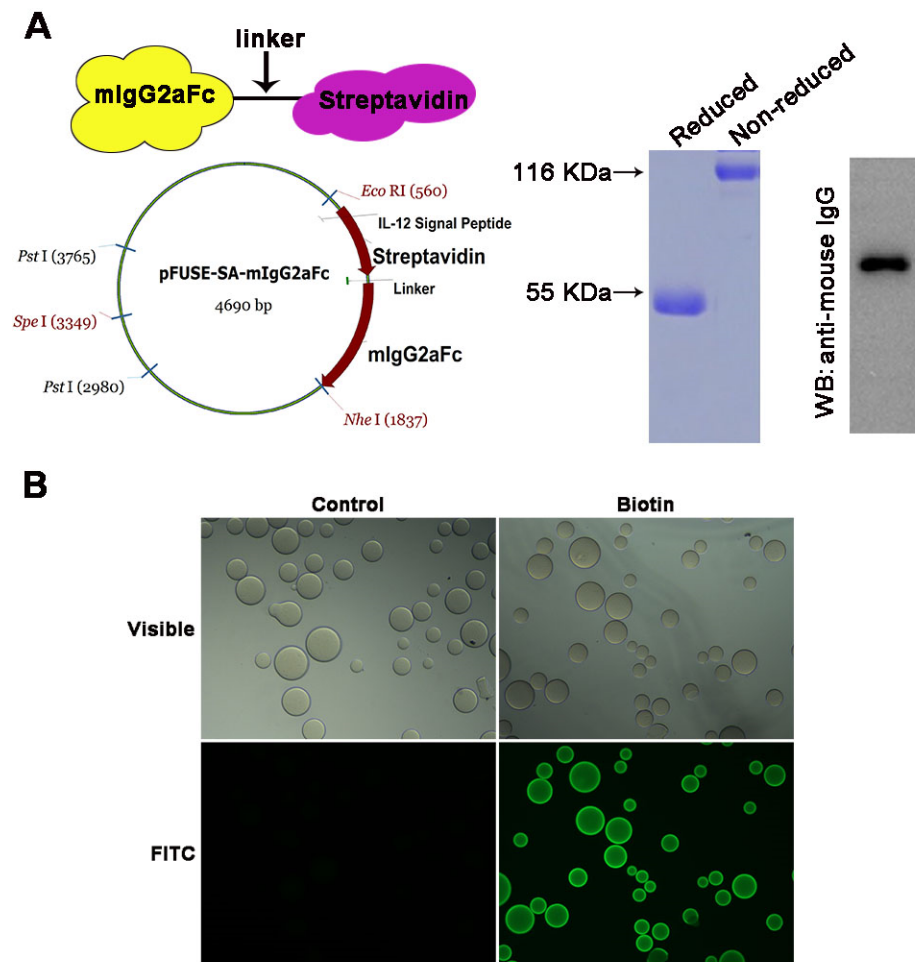 A
linker
mIgG2aFc
Streptavidin
Eco RI (560)
IL-12 Signal Peptide
Streptavidin
Linker
mIgG2aFc
Nhe I (1837)
Pst I (3765)
Spe I (3349)
Pst I (2980)
pFUSE-SA-mIgG2aFc
4690 bp
Reduced
Non-reduced
116 KDa
55 KDa
WB: anti-mouse IgG
B
Control
Biotin
Visible
FITC